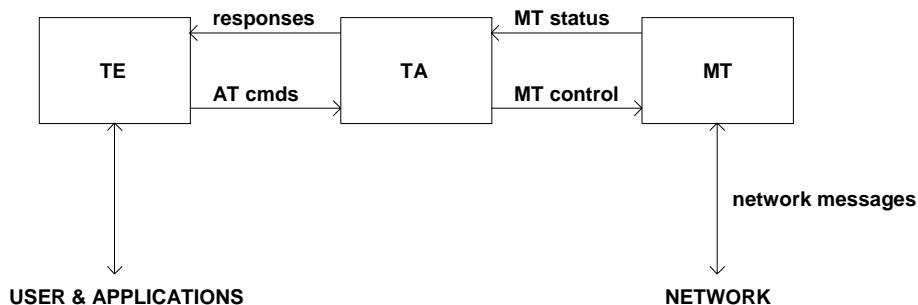 responses
MT status
TE
TA
MT
AT cmds
MT control
network messages
USER & APPLICATIONS
NETWORK